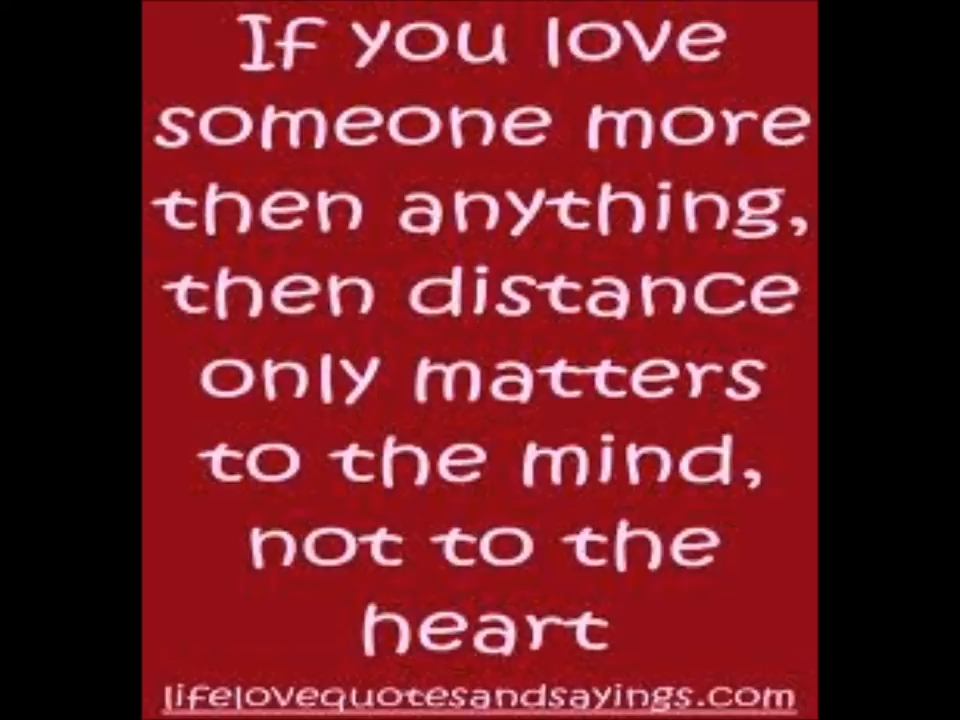 If you love
someone more
then anything,
then distance
only matters
to the mind,
not to the
heart
lifelovequotesandsayings.com